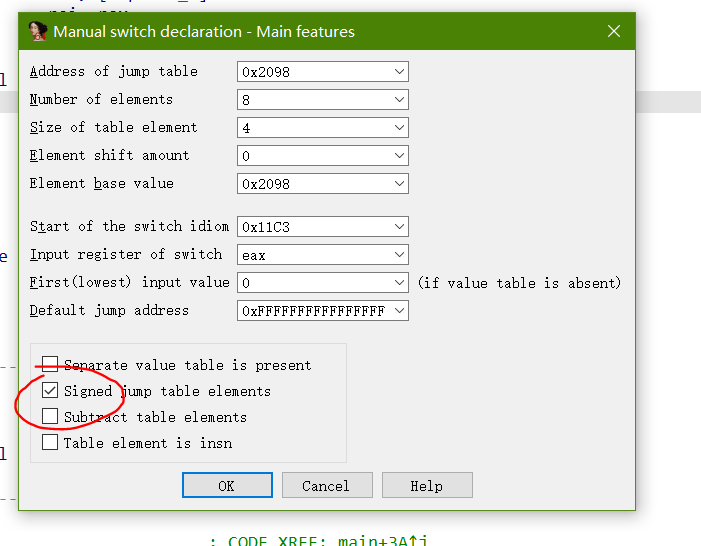 Manual switch declaration - Main features
Address of jump table 0x2098
Number of elements 8
Size of table element 4
Element shift amount 0
Element base value 0x2098
Start of the switch idiom 0x11C3
Input register of switch eax
First(lowest) input value 0 (if value table is absent)
Default jump address 0xFFFFFFFFFFFFFFFF
Separate value table is present
Signed jump table elements
Subtract table elements
Table element is insn
OK Cancel Help
; CODE XREF: main+3A↑j